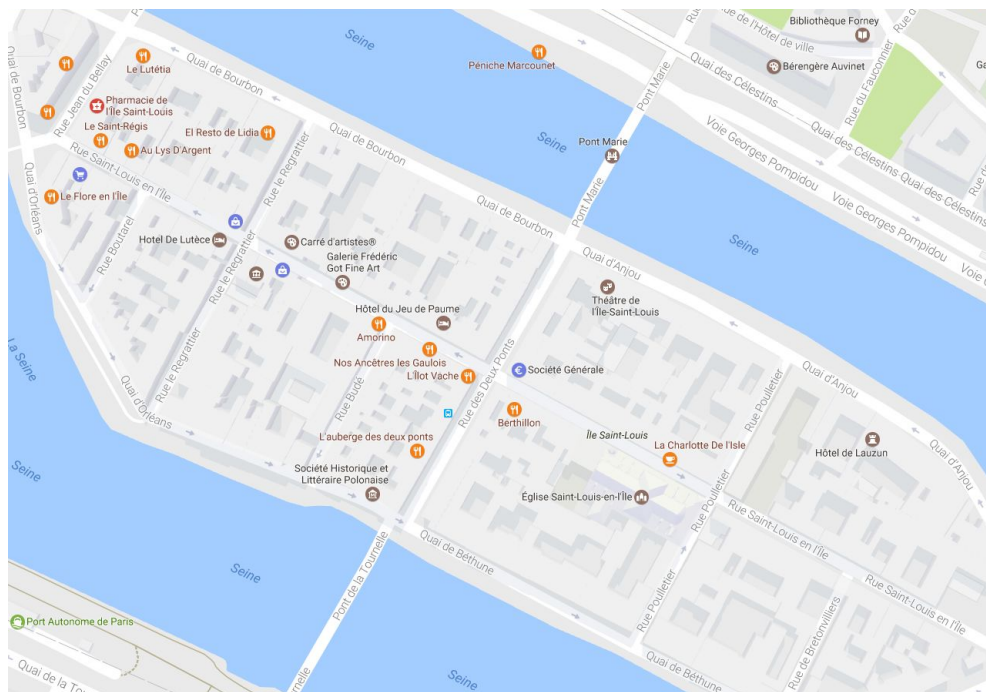 Bibliothèque Forney
Rue de l'Hôtel de ville
Seine
Péniche Marcounet
Bérengère Auvinet
Quai des Célestins
Rue du Fauconnier
Quai de Bourbon
Rue Jean du Bellay
Le Lutétia
Quai de Bourbon
Pont Marie
Pharmacie de
l'Île Saint-Louis
Le Saint-Régis
El Resto de Lidia
Au Lys D'Argent
Quai de Bourbon
Seine
Pont Marie
Voie Georges Pompidou
Quai des Célestins
Quai des Célestins
Rue Saint-Louis en l'Île
Rue le Regrattier
Quai d'Orléans
Le Flore en l'Île
Pont Marie
Voie Georges Pompidou
Voie
Quai de Bourbon
Rue Boutarel
Hotel De Lutèce
Carré d'artistes®
Galerie Frédéric
Got Fine Art
Quai d'Anjou
Seine
Rue le Regrattier
Théâtre de
l'Île-Saint-Louis
Hôtel du Jeu de Paume
Amorino
La Seine
Nos Ancêtres les Gaulois
L'Îlot Vache
Société Générale
Rue le Regrattier
Rue Budé
Rue des Deux Ponts
Rue Poulletier
Quai d'Anjou
Quai d'Orléans
Berthillon
L'auberge des deux ponts
Île Saint-Louis
La Charlotte De l'Isle
Hôtel de Lauzun
Quai d'Anjou
Seine
Société Historique et
Littéraire Polonaise
Église Saint-Louis-en-l'Île
Rue Poulletier
Rue Saint-Louis en l'Île
Quai de Béthune
Pont de la Tournelle
Seine
Rue Poulletier
Rue de Bretonvilliers
Rue Saint-Louis en l'Île
Port Autonome de Paris
Quai de Béthune
Quai de la To
Seine